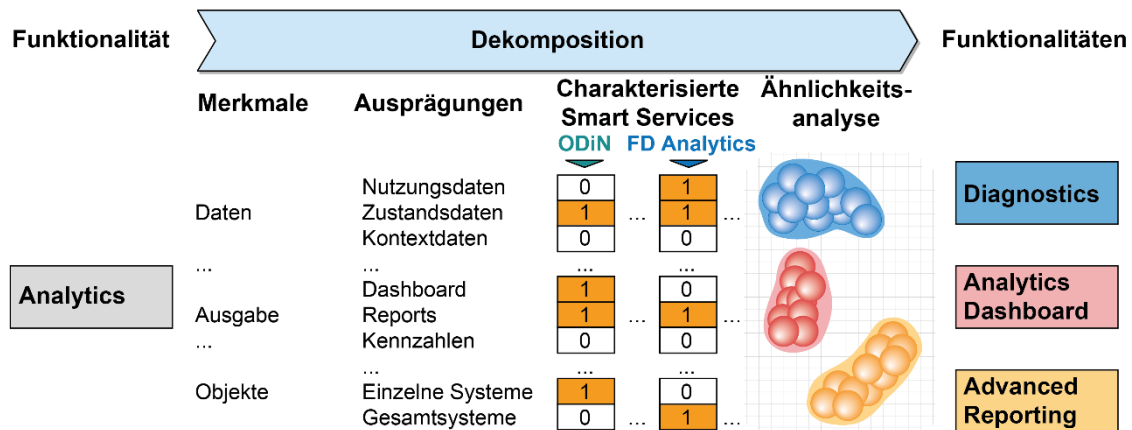 Funktionalität
Dekomposition
Funktionalitäten
Merkmale
Ausprägungen
Charakterisierte
Smart Services
Ähnlichkeits-
analyse
ODiN
FD Analytics
Nutzungsdaten 0 1
Daten Zustandsdaten 1 ... 1 ...
Kontextdaten 0 0
... ... ... ...
Dashboard 1 0
Ausgabe Reports 1 ... 1 ...
... Kennzahlen 0 0
... ... ...
Objekte Einzelne Systeme 1 0
Gesamtsysteme 0 ... 1 ...
Analytics
Diagnostics
Analytics
Dashboard
Advanced
Reporting